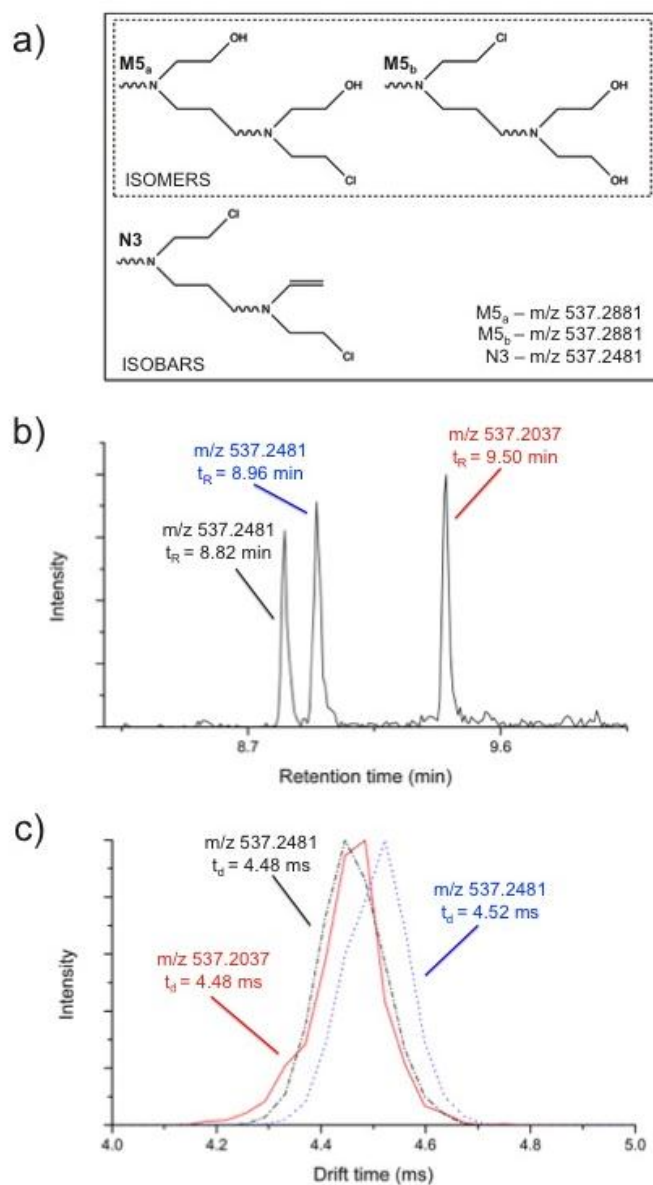 a)
OH
M5a
N
OH
N
Cl
ISOMERS
Cl
M5b
N
OH
N
OH
Cl
N3
N
N
Cl
ISOBARS
M5a – m/z 537.2881
M5b – m/z 537.2881
N3 – m/z 537.2481
b)
m/z 537.2481
tR = 8.96 min
m/z 537.2037
tR = 9.50 min
m/z 537.2481
tR = 8.82 min
Intensity
8.7
9.6
Retention time (min)
c)
m/z 537.2481
td = 4.48 ms
m/z 537.2481
td = 4.52 ms
m/z 537.2037
td = 4.48 ms
Intensity
4.0
4.2
4.4
4.6
4.8
5.0
Drift time (ms)